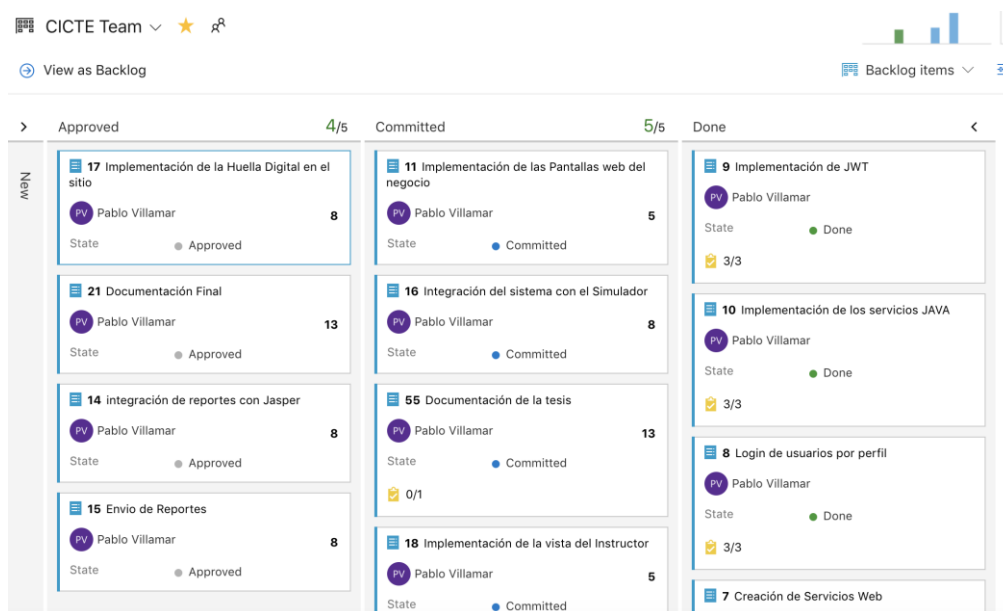 CICTE Team
View as Backlog
Backlog items
Approved 4/5
New
17 Implementación de la Huella Digital en el
sitio
PV Pablo Villamar 8
State Approved
21 Documentación Final
PV Pablo Villamar 13
State Approved
14 integración de reportes con Jasper
PV Pablo Villamar 8
State Approved
15 Envio de Reportes
PV Pablo Villamar 8
State Approved
Committed 5/5
11 Implementación de las Pantallas web del
negocio
PV Pablo Villamar 5
State Committed
16 Integración del sistema con el Simulador
PV Pablo Villamar 8
State Committed
55 Documentación de la tesis
PV Pablo Villamar 13
State Committed
0/1
18 Implementación de la vista del Instructor
PV Pablo Villamar 5
State Committed
Done
9 Implementación de JWT
PV Pablo Villamar
State Done
3/3
10 Implementación de los servicios JAVA
PV Pablo Villamar
State Done
3/3
8 Login de usuarios por perfil
PV Pablo Villamar
State Done
3/3
7 Creación de Servicios Web